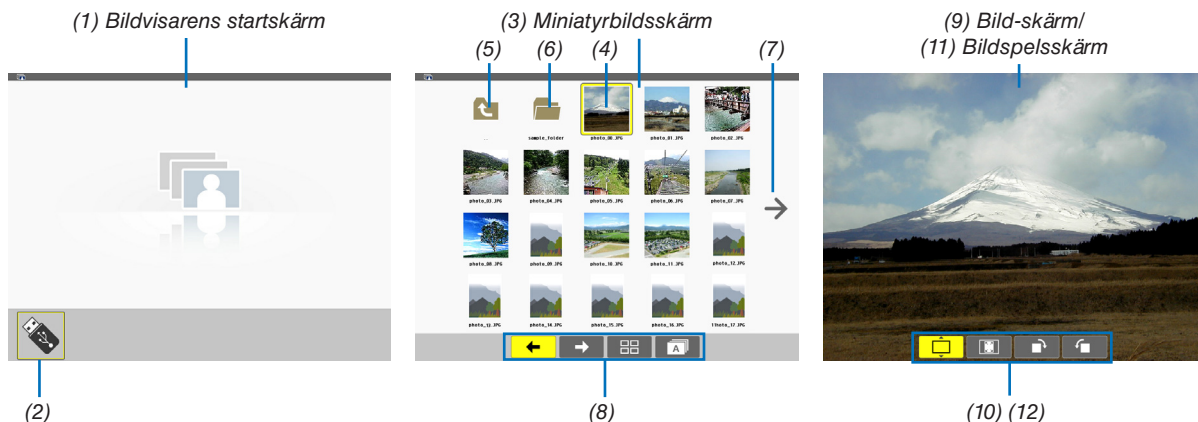 (1) Bildvisarens startskärm
(3) Miniatyrbildsskärm
(9) Bild-skärm/
(11) Bildspelsskärm
(5)
(6)
(4)
(7)
sample_folder
photo_00.JPG
photo_01.JPG
photo_02.JPG
photo_03.JPG
photo_04.JPG
photo_05.JPG
photo_06.JPG
photo_07.JPG
photo_08.JPG
photo_09.JPG
photo_10.JPG
photo_11.JPG
photo_12.JPG
photo_13.JPG
photo_14.JPG
photo_15.JPG
photo_16.JPG
A
(2)
(8)
(10) (12)